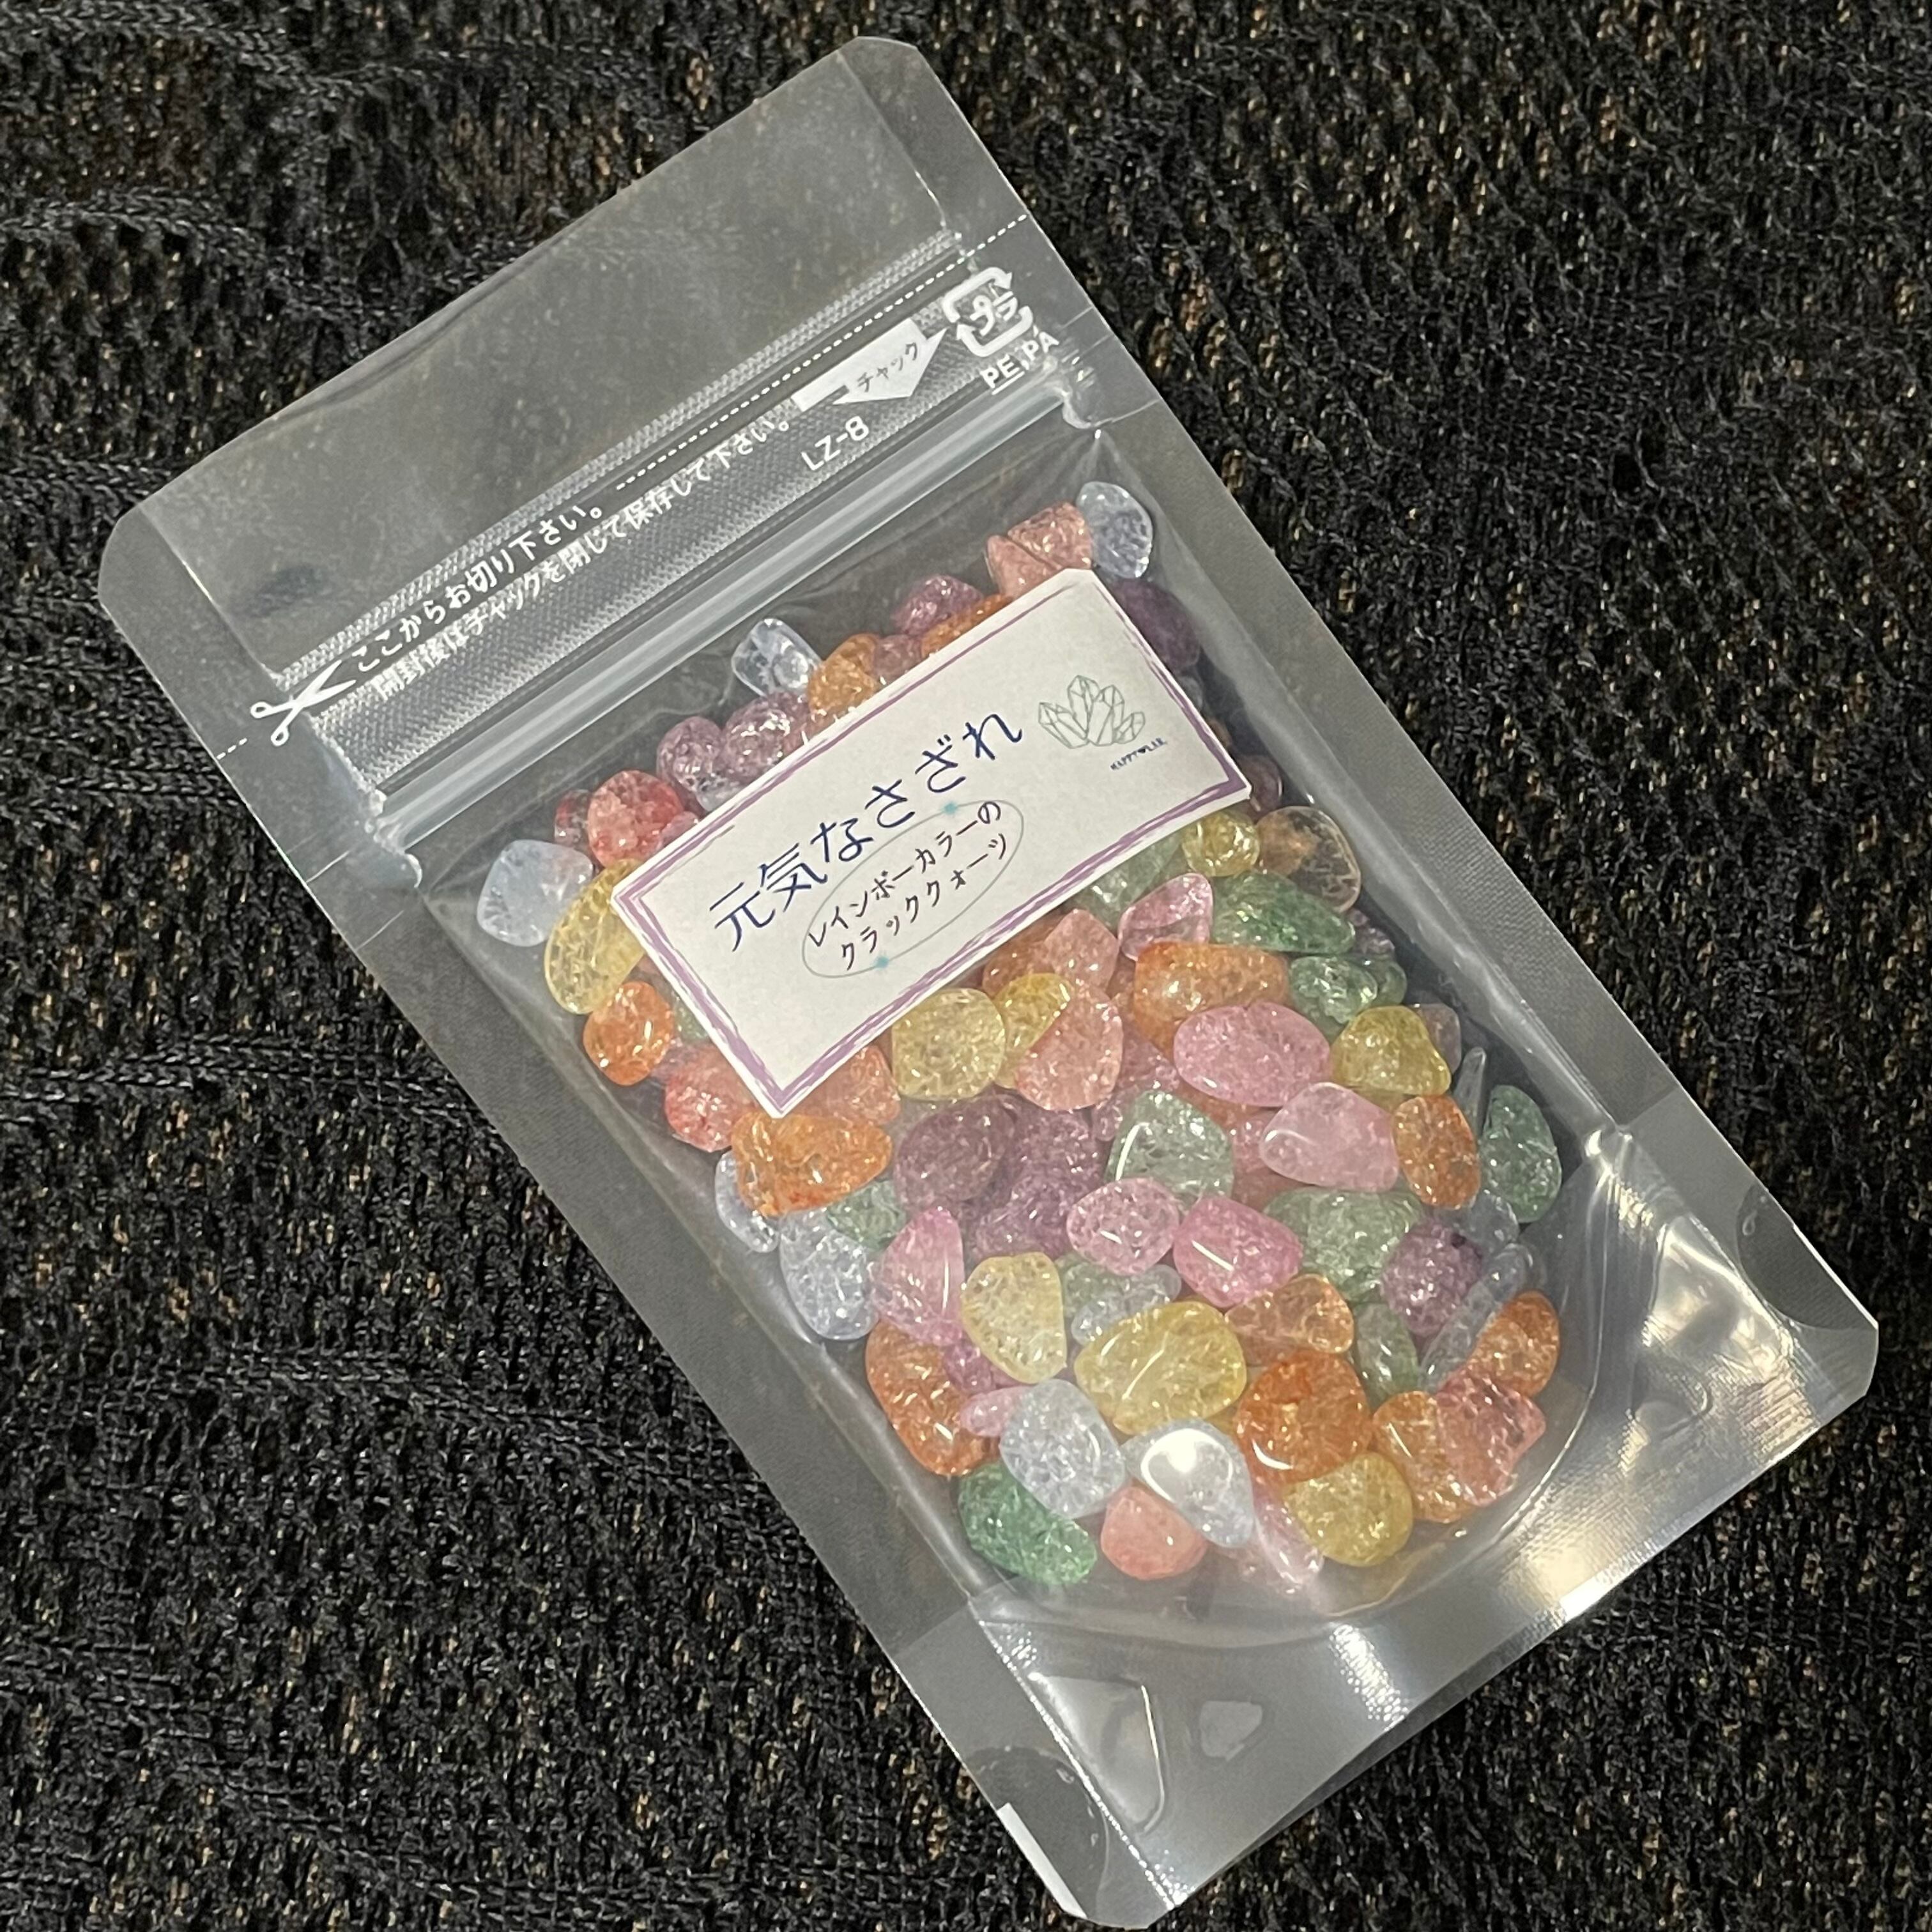 プラ
PE,PA
チャック
ここからお切り下さい。
LZ-8
開封後はチャックを閉じて保存して下さい。
元気なさざれ
レインボーカラーの
クラッククォーツ
HAPPY♥LAB.